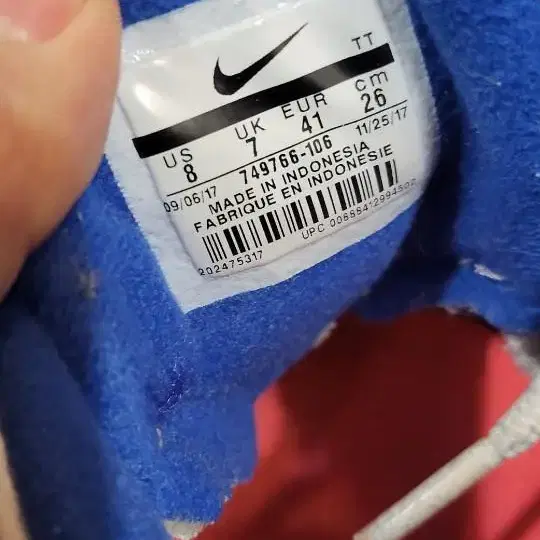 TT
US UK EUR cm
8 7 41 26
09/06/17 749766-106 11/25/17
MADE IN INDONESIA
FABRIQUE EN INDONÉSIE
202475317 UPC 00888412994502